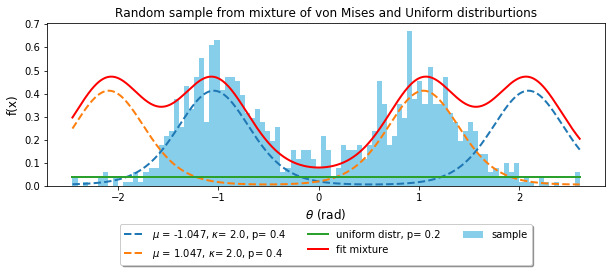 Random sample from mixture of von Mises and Uniform distriburtions
f(x)
0.7
0.6
0.5
0.4
0.3
0.2
0.1
0.0
−2
−1
0
1
2
θ (rad)
μ = -1.047, κ= 2.0, p= 0.4
μ = 1.047, κ= 2.0, p= 0.4
uniform distr, p= 0.2
fit mixture
sample